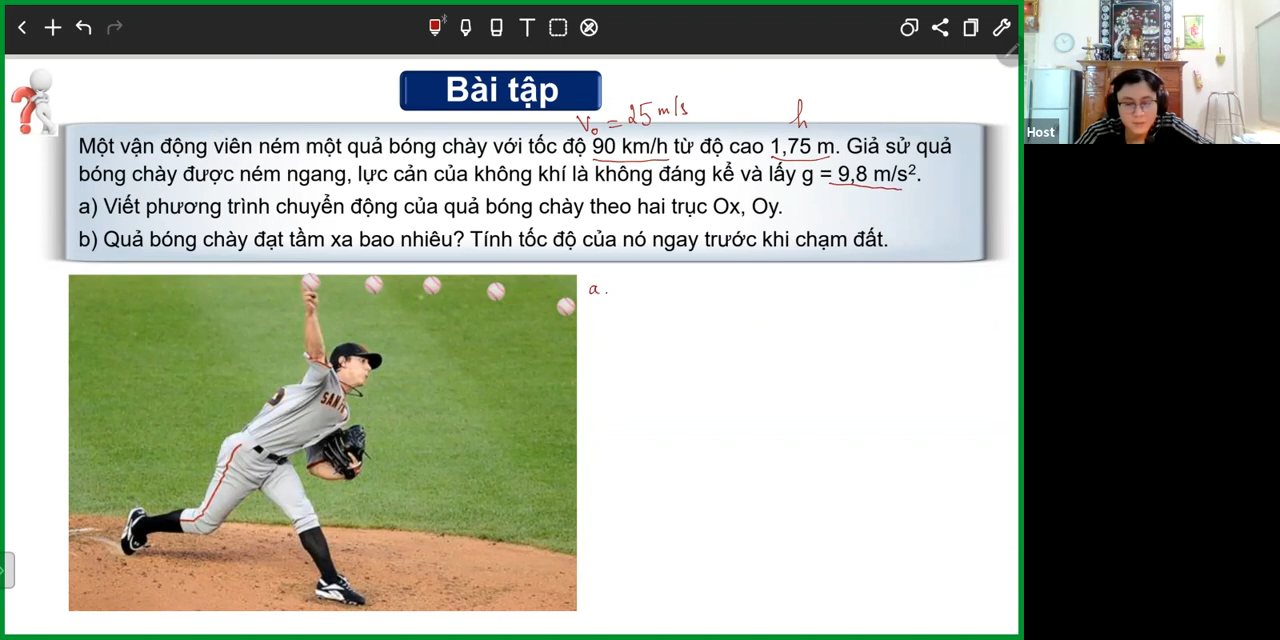 Bài tập
v₀ = 25 m/s
h
Một vận động viên ném một quả bóng chày với tốc độ 90 km/h từ độ cao 1,75 m. Giả sử quả
bóng chày được ném ngang, lực cản của không khí là không đáng kể và lấy g = 9,8 m/s².
a) Viết phương trình chuyển động của quả bóng chày theo hai trục Ox, Oy.
b) Quả bóng chày đạt tầm xa bao nhiêu? Tính tốc độ của nó ngay trước khi chạm đất.
a.
Host